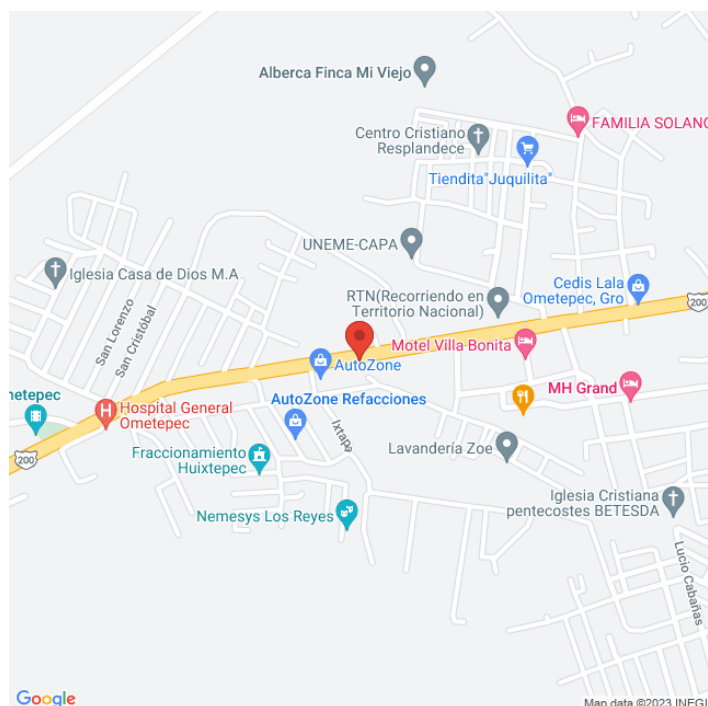 Alberca Finca Mi Viejo
FAMILIA SOLANO
Centro Cristiano
Resplandece
Tiendita"Juquilita"
UNEME-CAPA
Iglesia Casa de Dios M.A
Cedis Lala
Ometepec, Gro
200
RTN(Recorriendo en
Territorio Nacional)
San Lorenzo
San Cristóbal
Motel Villa Bonita
AutoZone
MH Grand
AutoZone Refacciones
metepec
Hospital General
Ometepec
Ixtapa
Lavandería Zoe
200
Fraccionamiento
Huixtepec
Iglesia Cristiana
pentecostes BETESDA
Nemesys Los Reyes
Lucio Cabañas
Google
Map data ©2023 INEGI